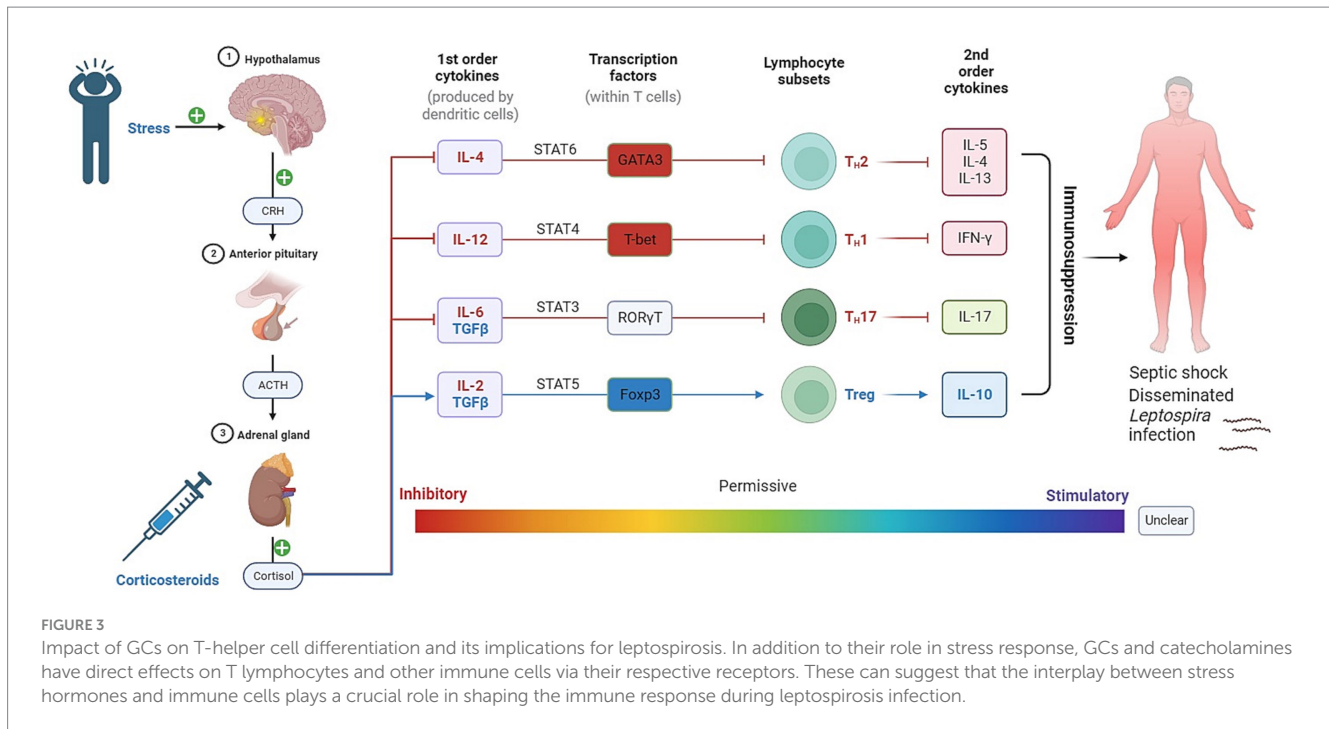 1 Hypothalamus
Stress
CRH
2 Anterior pituitary
ACTH
3 Adrenal gland
Corticosteroids
Cortisol
1st order
cytokines
(produced by
dendritic cells)
Transcription
factors
(within T cells)
Lymphocyte
subsets
2nd
order
cytokines
IL-4
STAT6
GATA3
TH2
IL-5
IL-4
IL-13
IL-12
STAT4
T-bet
TH1
IFN-γ
IL-6
TGFβ
STAT3
RORγT
TH17
IL-17
IL-2
TGFβ
STAT5
Foxp3
Treg
IL-10
Immunosuppression
Septic shock
Disseminated
Leptospira
infection
Inhibitory
Permissive
Stimulatory
Unclear
FIGURE 3
Impact of GCs on T-helper cell differentiation and its implications for leptospirosis. In addition to their role in stress response, GCs and catecholamines
have direct effects on T lymphocytes and other immune cells via their respective receptors. These can suggest that the interplay between stress
hormones and immune cells plays a crucial role in shaping the immune response during leptospirosis infection.